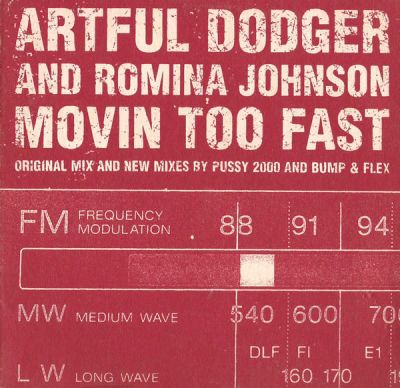 ARTFUL DODGER
AND ROMINA JOHNSON
MOVIN TOO FAST
ORIGINAL MIX AND NEW MIXES BY PUSSY 2000 AND BUMP & FLEX
FM FREQUENCY MODULATION 88 91 94
MW MEDIUM WAVE 540 600 70
DLF FI E1
LW LONG WAVE 160 170